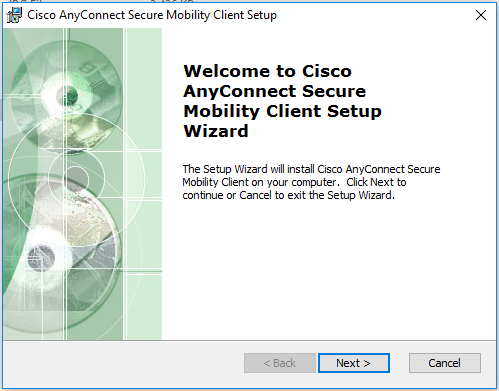 Cisco AnyConnect Secure Mobility Client Setup
Welcome to Cisco
AnyConnect Secure
Mobility Client Setup
Wizard
The Setup Wizard will install Cisco AnyConnect Secure
Mobility Client on your computer. Click Next to
continue or Cancel to exit the Setup Wizard.
< Back Next > Cancel